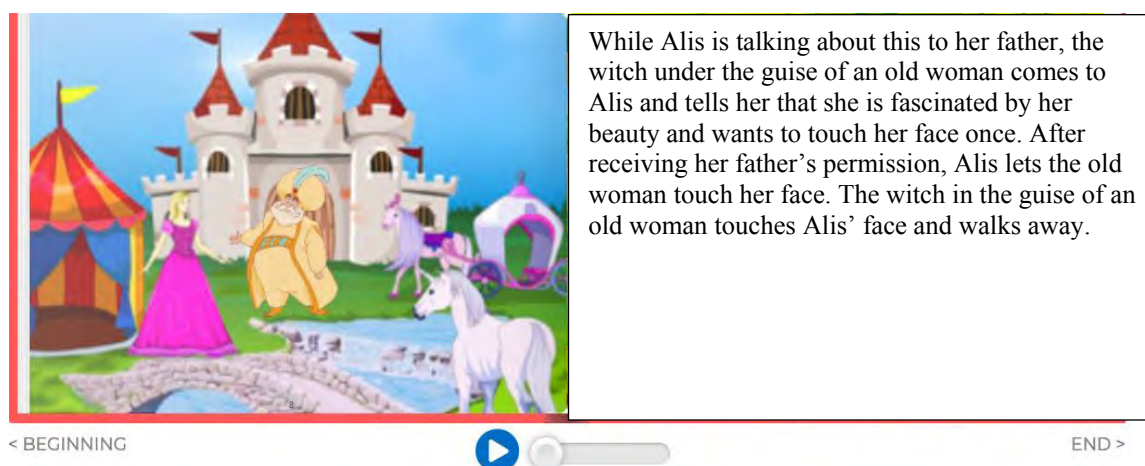 While Alis is talking about this to her father, the
witch under the guise of an old woman comes to
Alis and tells her that she is fascinated by her
beauty and wants to touch her face once. After
receiving her father’s permission, Alis lets the old
woman touch her face. The witch in the guise of an
old woman touches Alis’ face and walks away.
8
< BEGINNING
END >